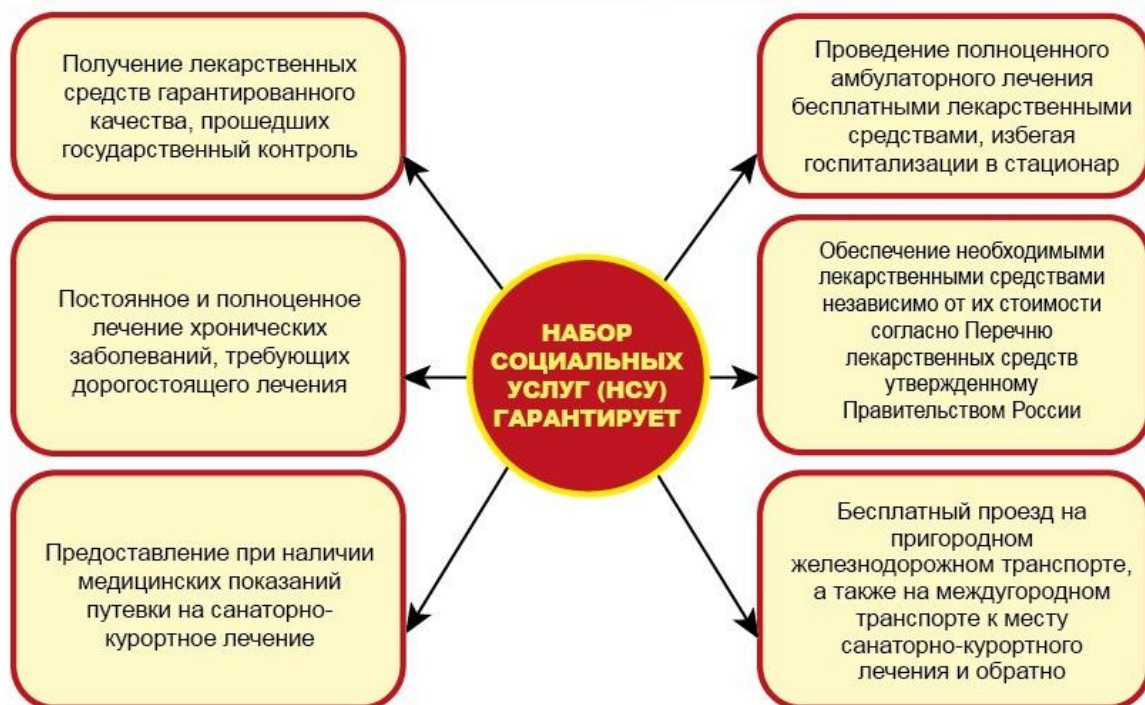 Получение лекарственных
средств гарантированного
качества, прошедших
государственный контроль
Проведение полноценного
амбулаторного лечения
бесплатными лекарственными
средствами, избегая
госпитализации в стационар
Постоянное и полноценное
лечение хронических
заболеваний, требующих
дорогостоящего лечения
НАБОР
СОЦИАЛЬНЫХ
УСЛУГ (НСУ)
ГАРАНТИРУЕТ
Обеспечение необходимыми
лекарственными средствами
независимо от их стоимости
согласно Перечню
лекарственных средств
утвержденному
Правительством России
Предоставление при наличии
медицинских показаний
путевки на санаторно-
курортное лечение
Бесплатный проезд на
пригородном
железнодорожном транспорте,
а также на междугородном
транспорте к месту
санаторно-курортного
лечения и обратно